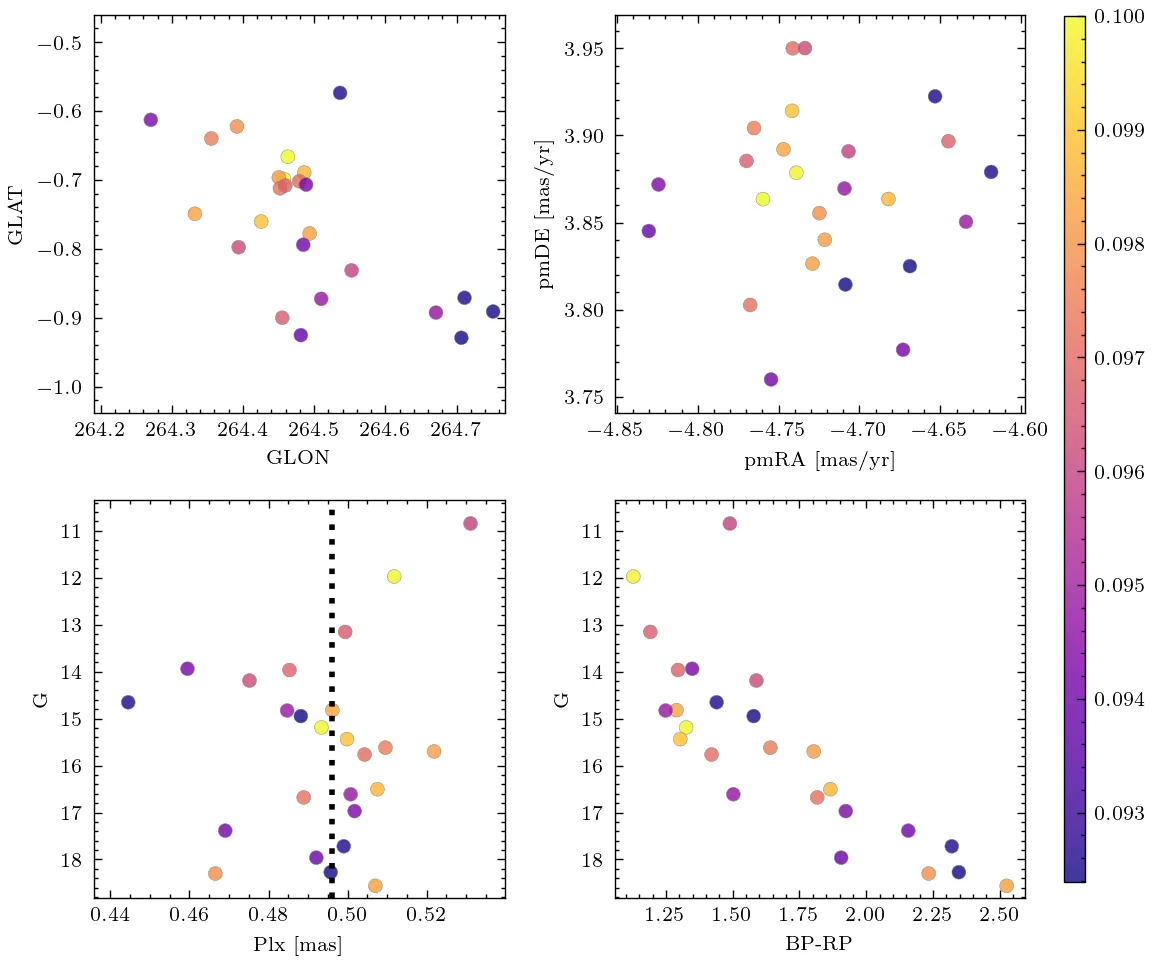 −0.5
−0.6
−0.7
−0.8
−0.9
−1.0
GLAT
264.2 264.3 264.4 264.5 264.6 264.7
GLON
3.95
3.90
3.85
3.80
3.75
pmDE [mas/yr]
−4.85 −4.80 −4.75 −4.70 −4.65 −4.60
pmRA [mas/yr]
0.100
0.099
0.098
0.097
0.096
0.095
0.094
0.093
11
12
13
14
15
16
17
18
G
0.44 0.46 0.48 0.50 0.52
Plx [mas]
11
12
13
14
15
16
17
18
G
1.25 1.50 1.75 2.00 2.25 2.50
BP-RP